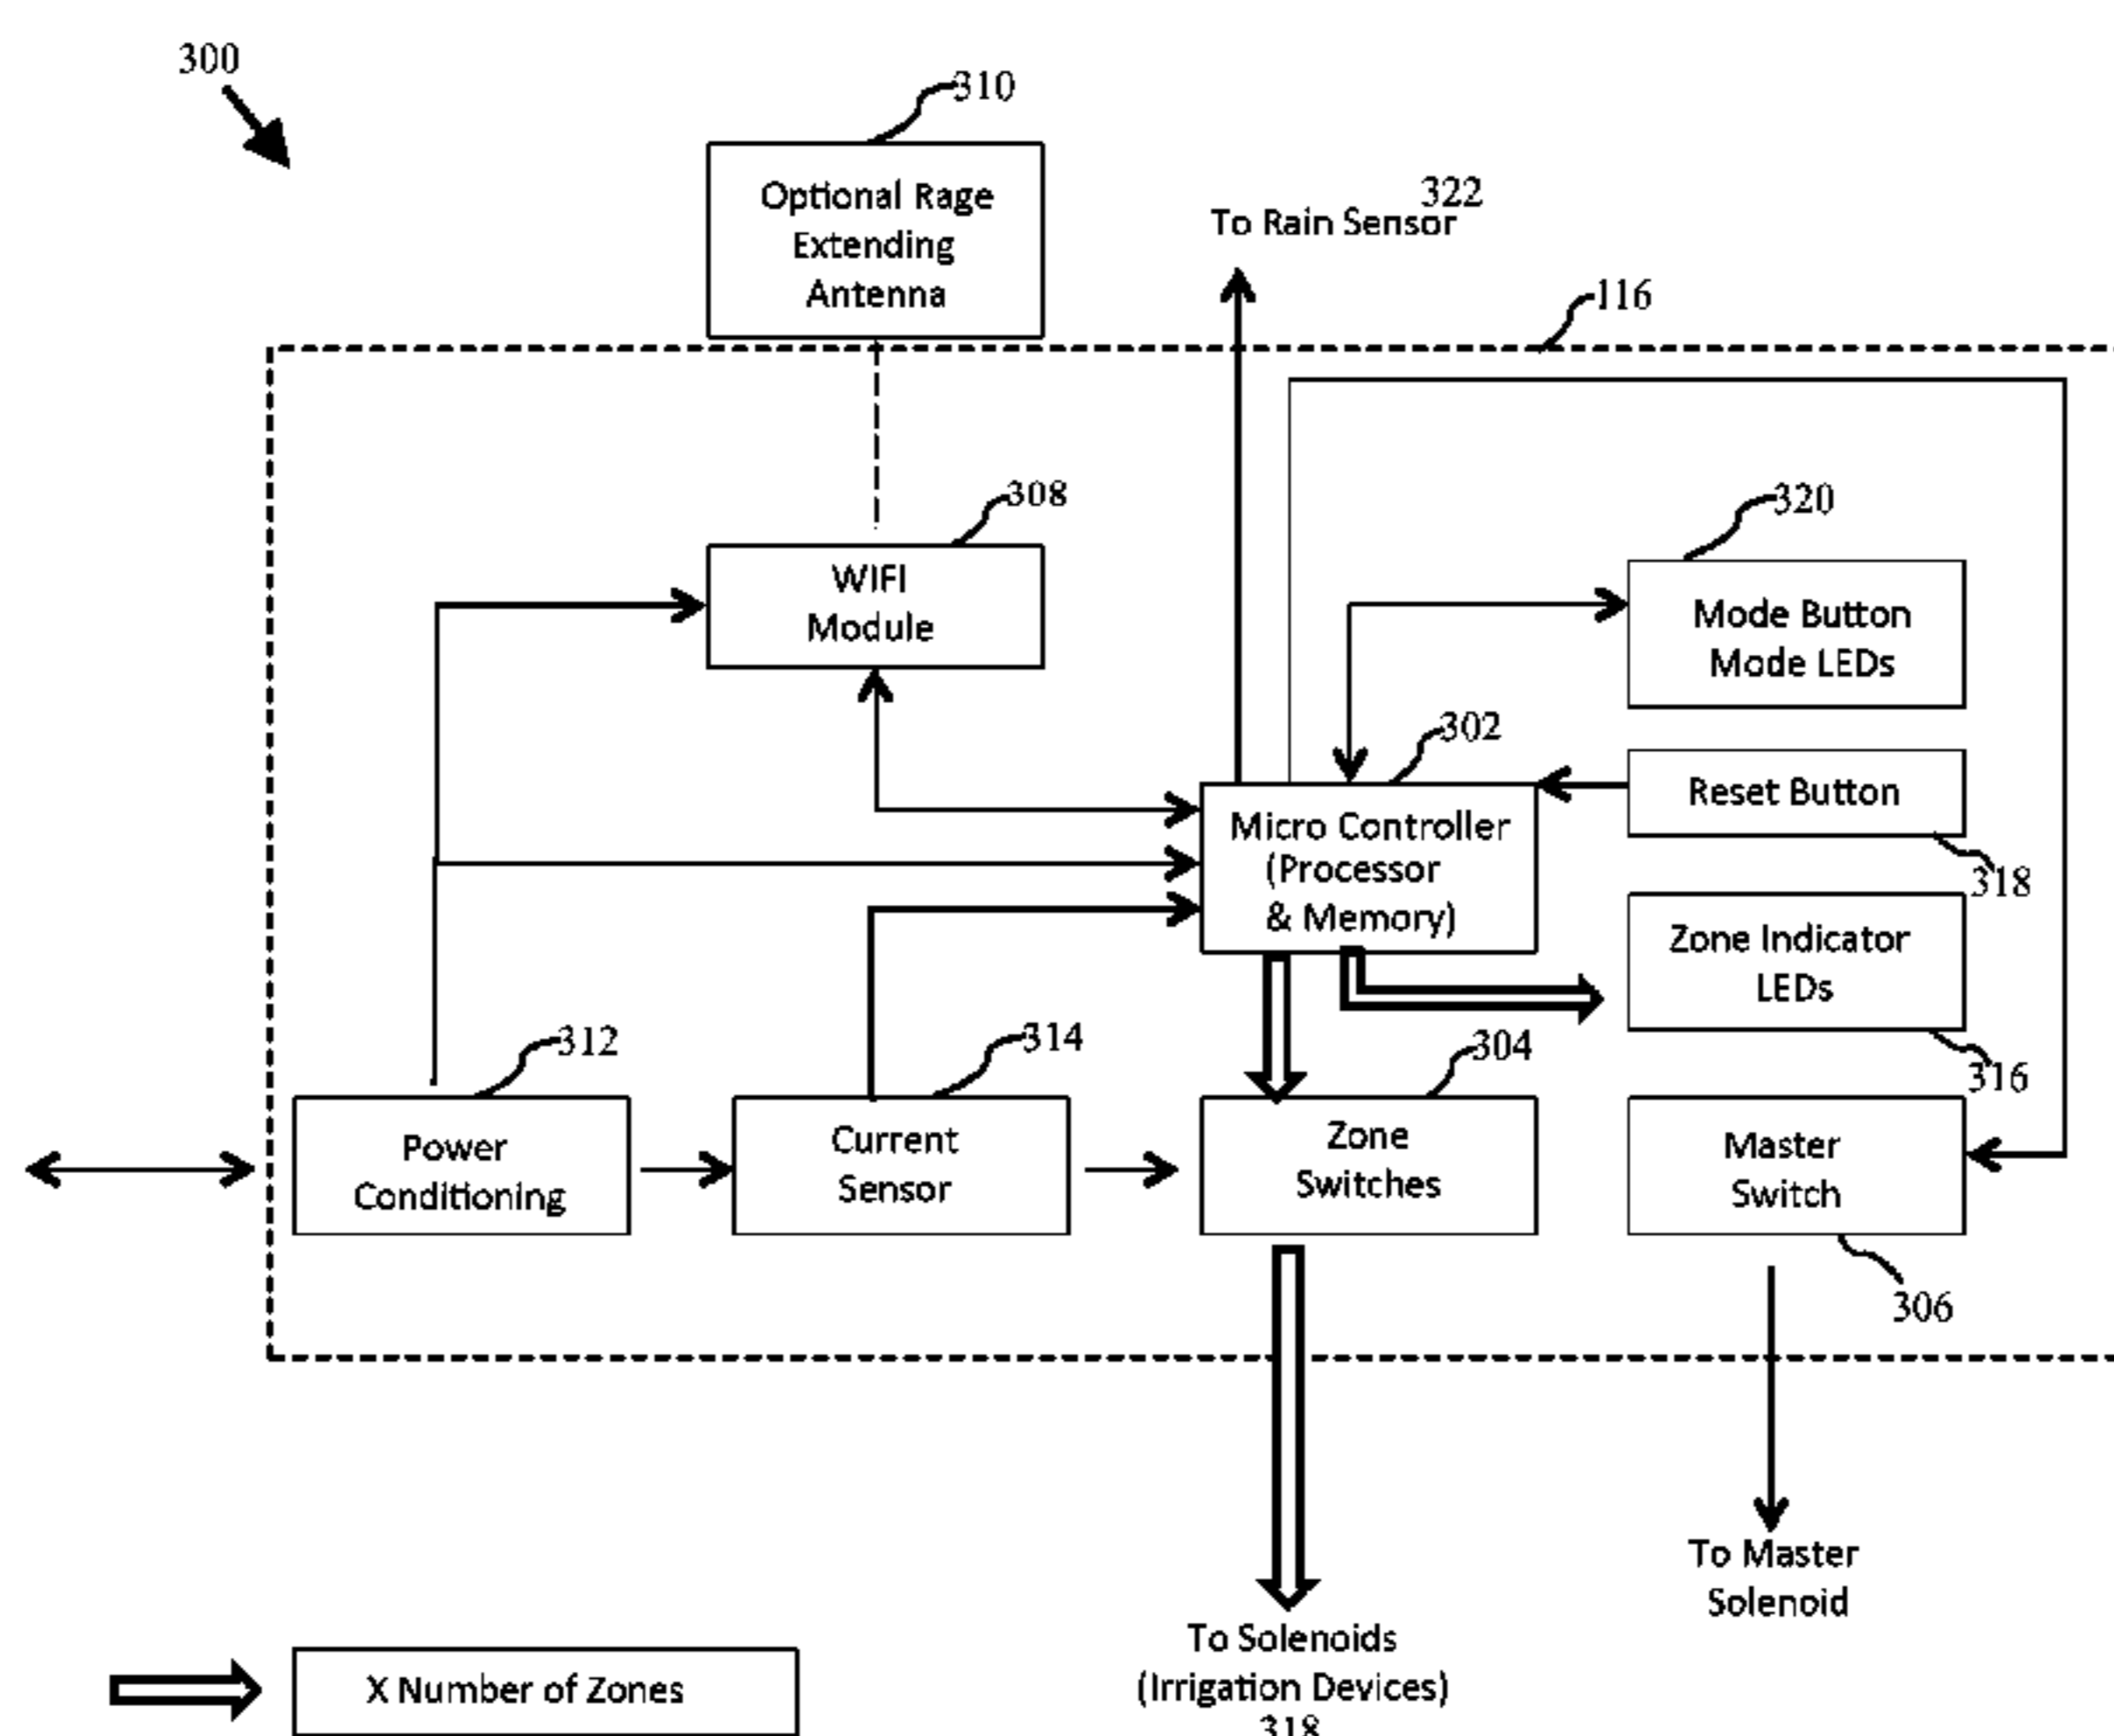 300
310
Optional Rage
Extending
Antenna
322
To Rain Sensor
116
308
WIFI
Module
320
Mode Button
Mode LEDs
302
Micro Controller
(Processor
& Memory)
Reset Button
318
Zone Indicator
LEDs
316
312
Power
Conditioning
314
Current
Sensor
304
Zone
Switches
Master
Switch
306
To Master
Solenoid
To Solenoids
(Irrigation Devices)
318
X Number of Zones